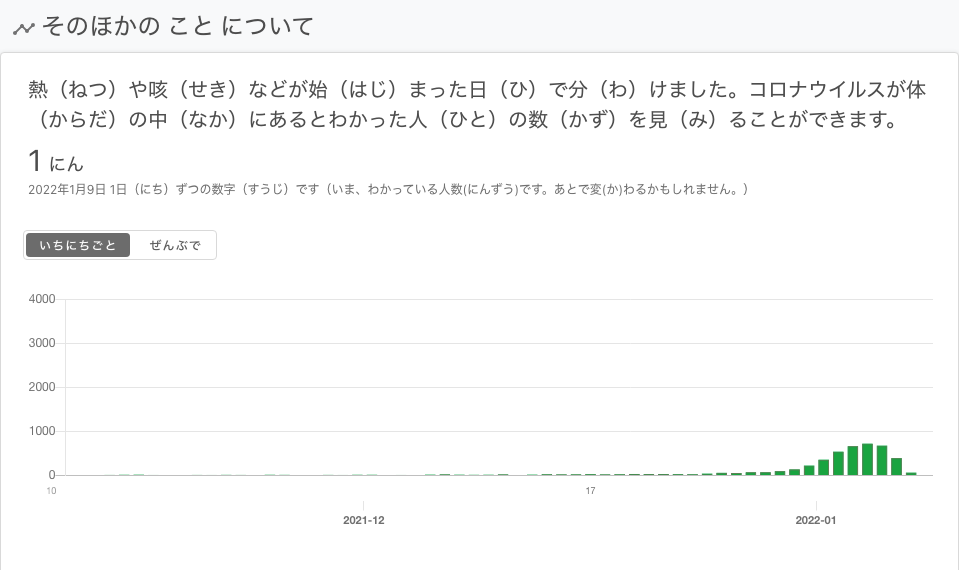 そのほかの こと について
熱（ねつ）や咳（せき）などが始（はじ）まった日（ひ）で分（わ）けました。コロナウイルスが体
（からだ）の中（なか）にあるとわかった人（ひと）の数（かず）を見（み）ることができます。
1 にん
2022年1月9日 1日（にち）ずつの数字（すうじ）です（いま、わかっている人数(にんずう)です。あとで変(か)わるかもしれません。）
いちにちごと ぜんぶで
4000
3000
2000
1000
0
10 17
2021-12 2022-01